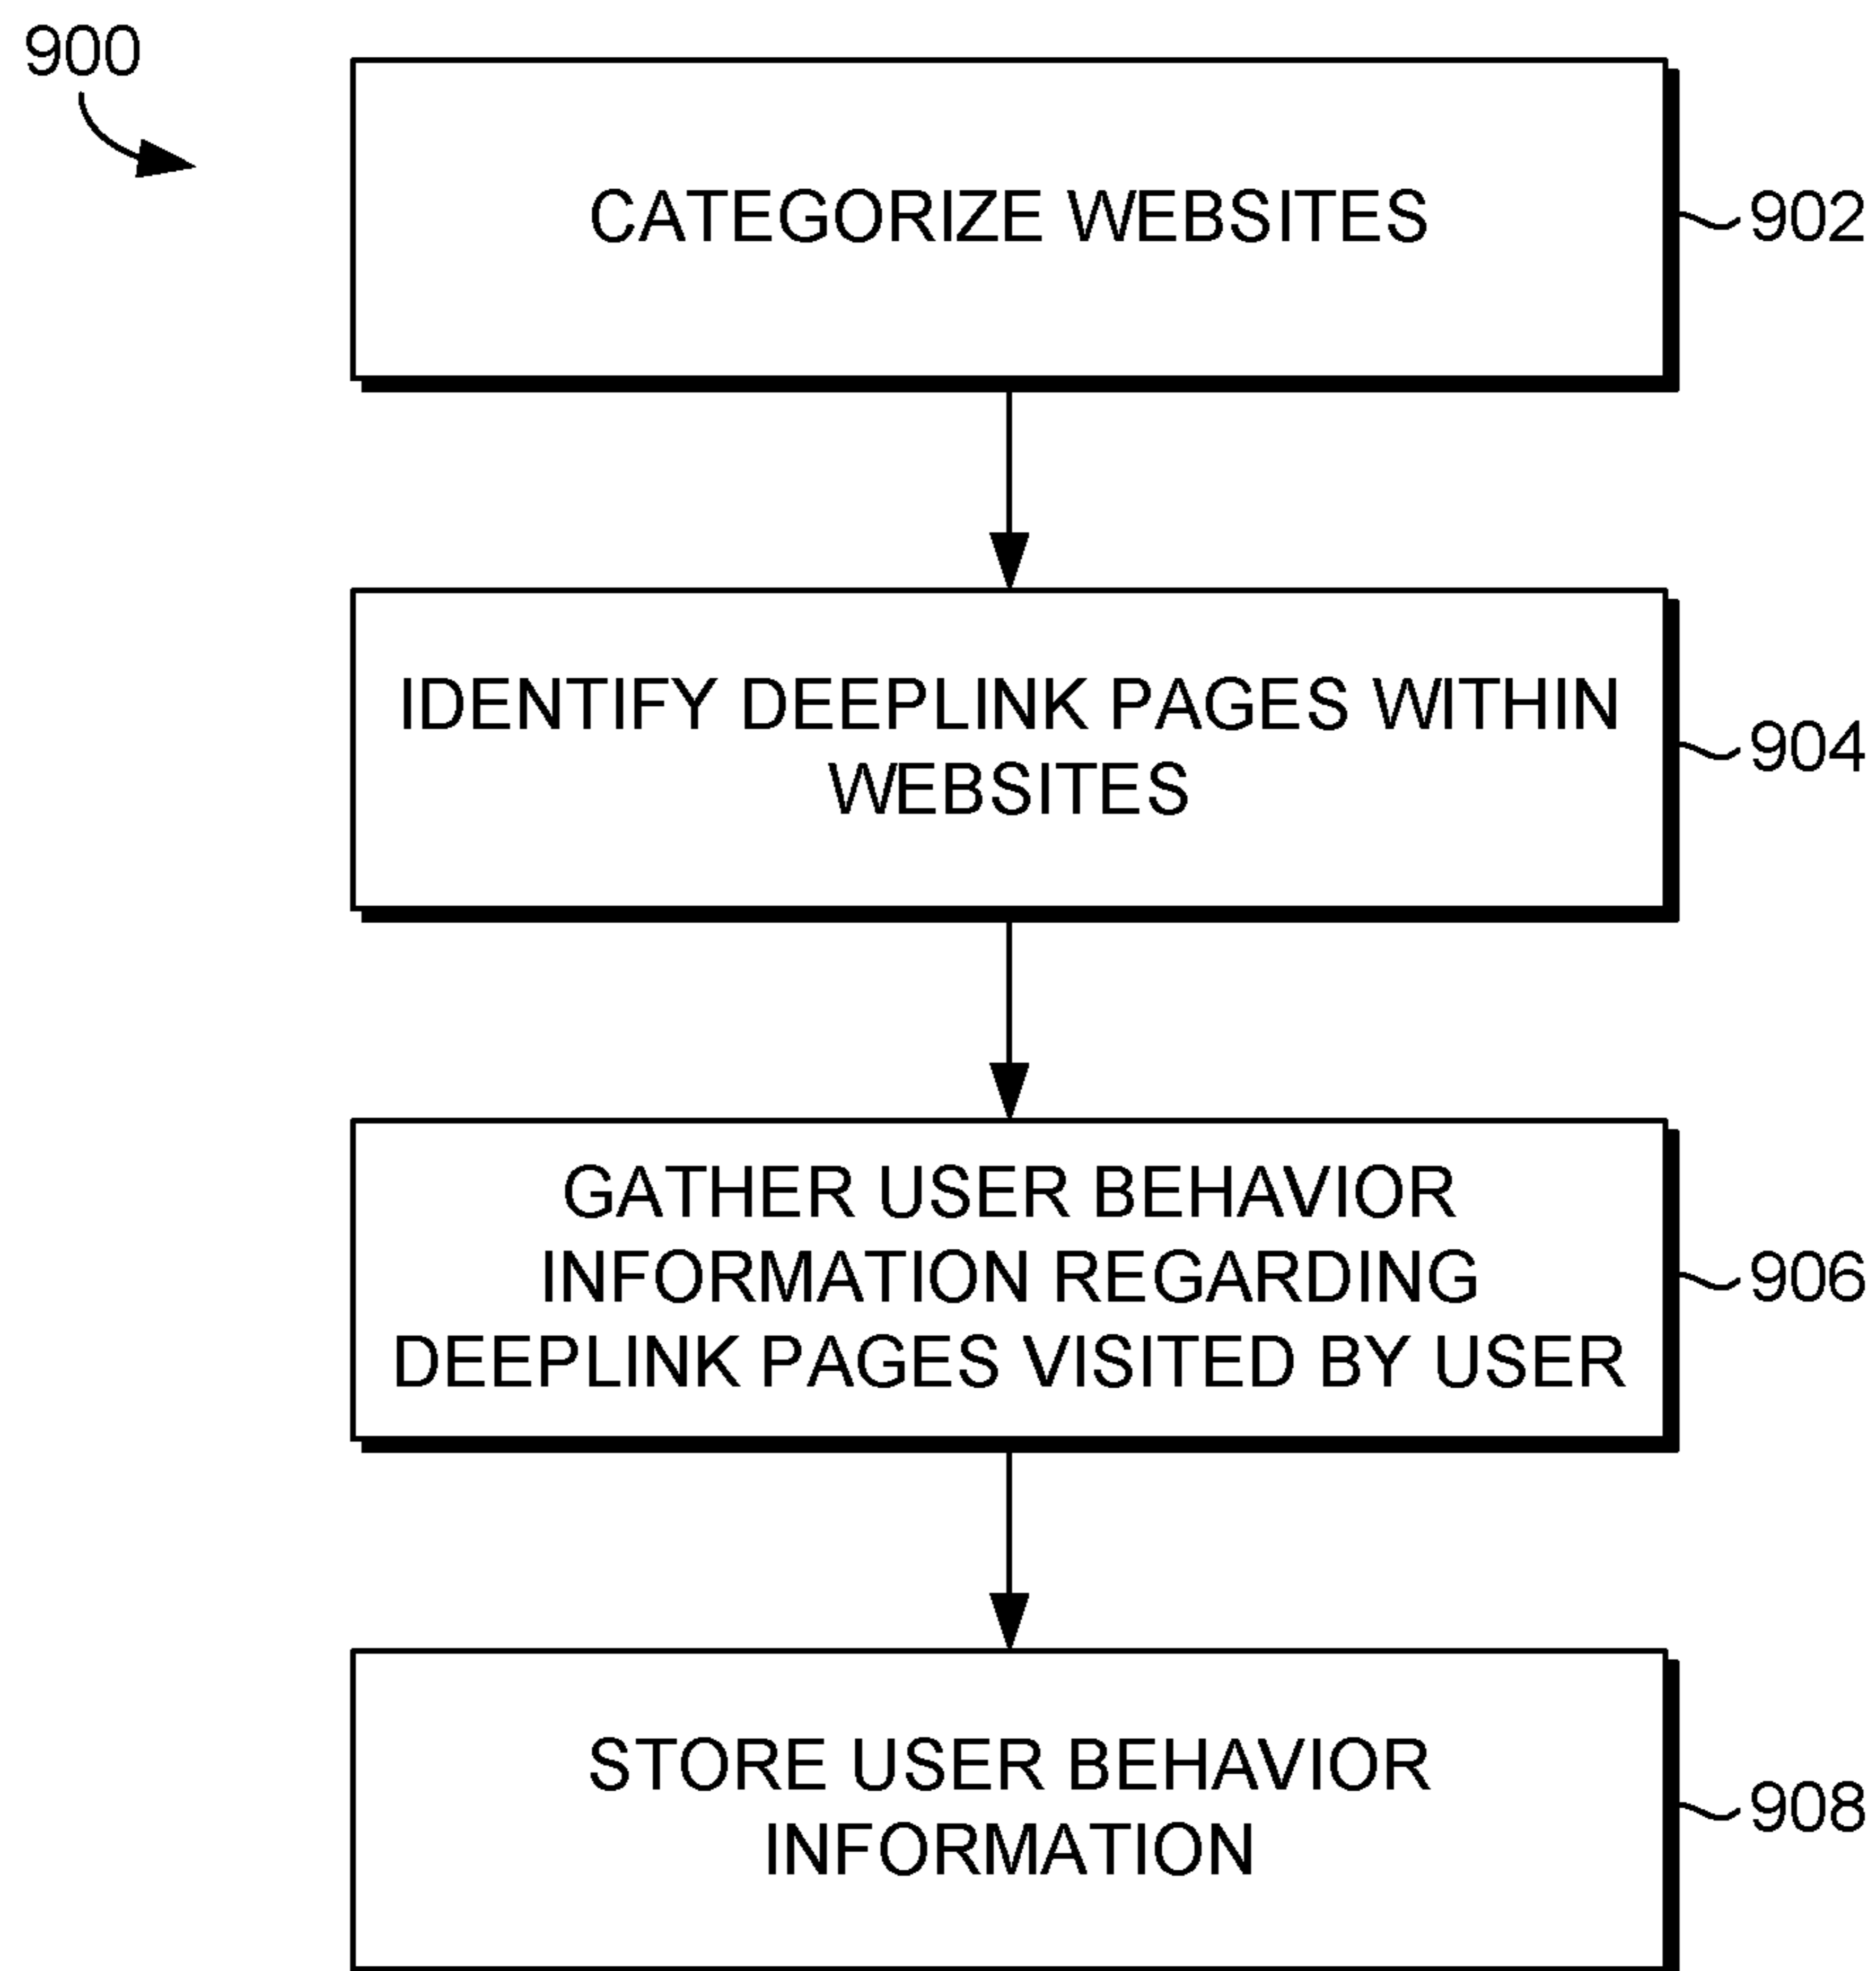 900
CATEGORIZE WEBSITES
902
IDENTIFY DEEPLINK PAGES WITHIN
WEBSITES
904
GATHER USER BEHAVIOR
INFORMATION REGARDING
DEEPLINK PAGES VISITED BY USER
906
STORE USER BEHAVIOR
INFORMATION
908